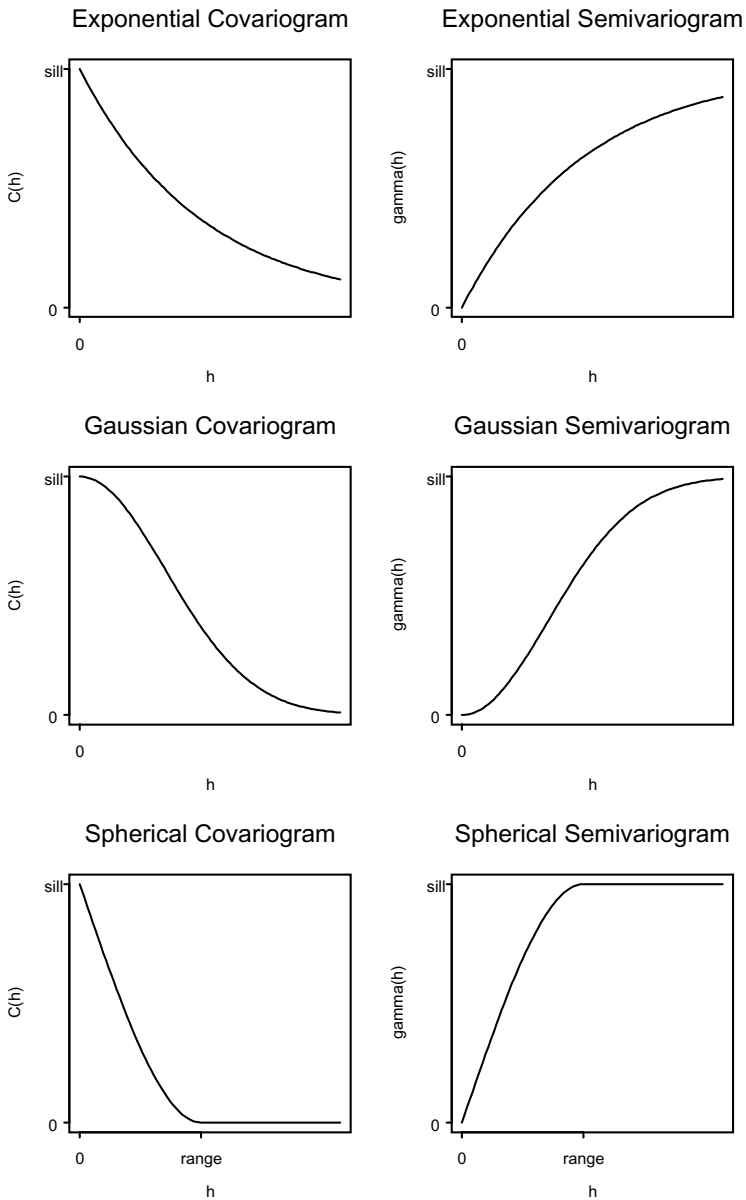 Exponential Covariogram
sill
C(h)
0
0
h
Exponential Semivariogram
sill
gamma(h)
0
0
h
Gaussian Covariogram
sill
C(h)
0
0
h
Gaussian Semivariogram
sill
gamma(h)
0
0
h
Spherical Covariogram
sill
C(h)
0
0 range
h
Spherical Semivariogram
sill
gamma(h)
0
0 range
h